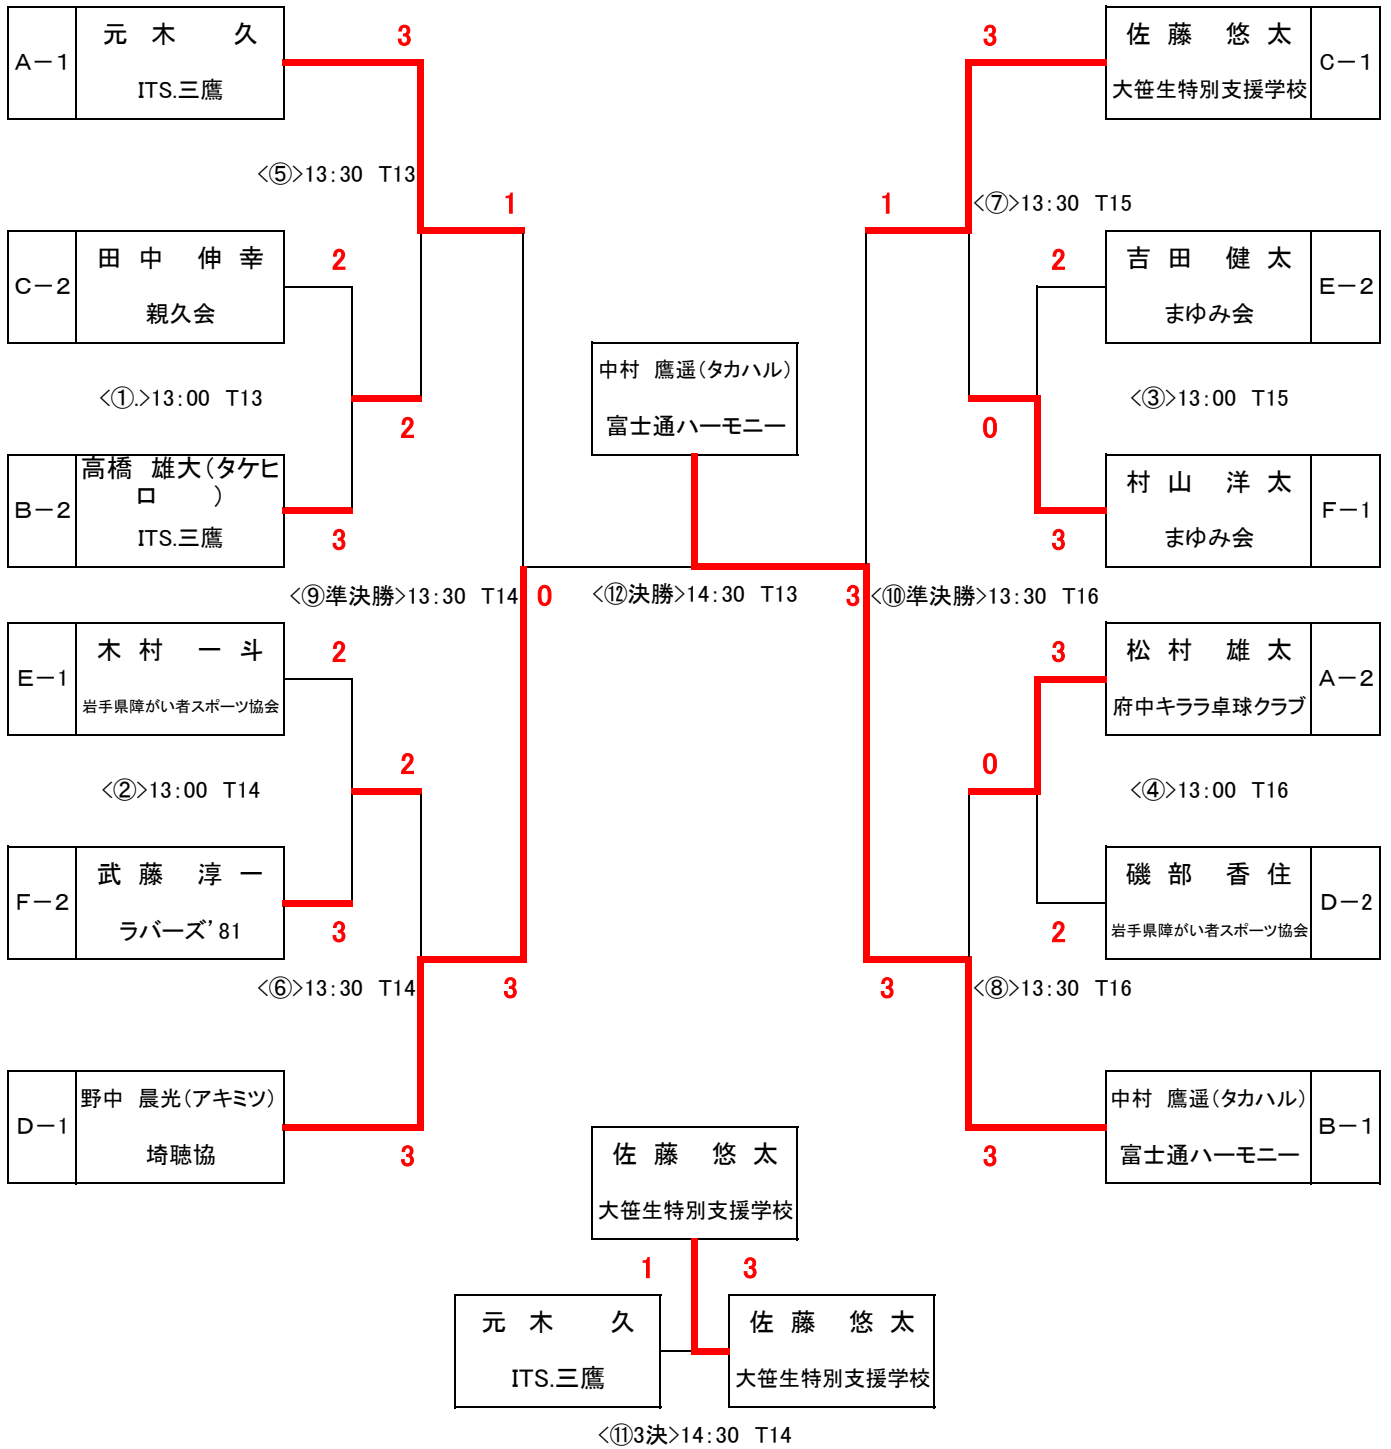 A－1
元 木 久
ITS.三鷹
3
<⑤>13：30 T13
1
C－2
田 中 伸 幸
親久会
2
<①.>13：00 T13
2
B－2
高橋 雄大（タケヒ
ロ ）
ITS.三鷹
3
<⑨準決勝>13：30 T14
0
E－1
木 村 一 斗
岩手県障がい者スポーツ協会
2
<②>13：00 T14
2
F－2
武 藤 淳 一
ラバーズ’81
3
<⑥>13：30 T14
3
D－1
野中 晨光（アキミツ）
埼聴協
3
中村 鷹遥（タカハル）
富士通ハーモニー
<⑫決勝>14：30 T13
3
佐 藤 悠 太
大笹生特別支援学校
C－1
3
1
<⑦>13：30 T15
吉 田 健 太
まゆみ会
E－2
2
<③>13：00 T15
0
村 山 洋 太
まゆみ会
F－1
3
<⑩準決勝>13：30 T16
松 村 雄 太
府中キララ卓球クラブ
A－2
3
0
<④>13：00 T16
磯 部 香 住
岩手県障がい者スポーツ協会
D－2
2
3
<⑧>13：30 T16
中村 鷹遥（タカハル）
富士通ハーモニー
B－1
3
佐 藤 悠 太
大笹生特別支援学校
1
3
元 木 久
ITS.三鷹
佐 藤 悠 太
大笹生特別支援学校
<⑪3決>14：30 T14